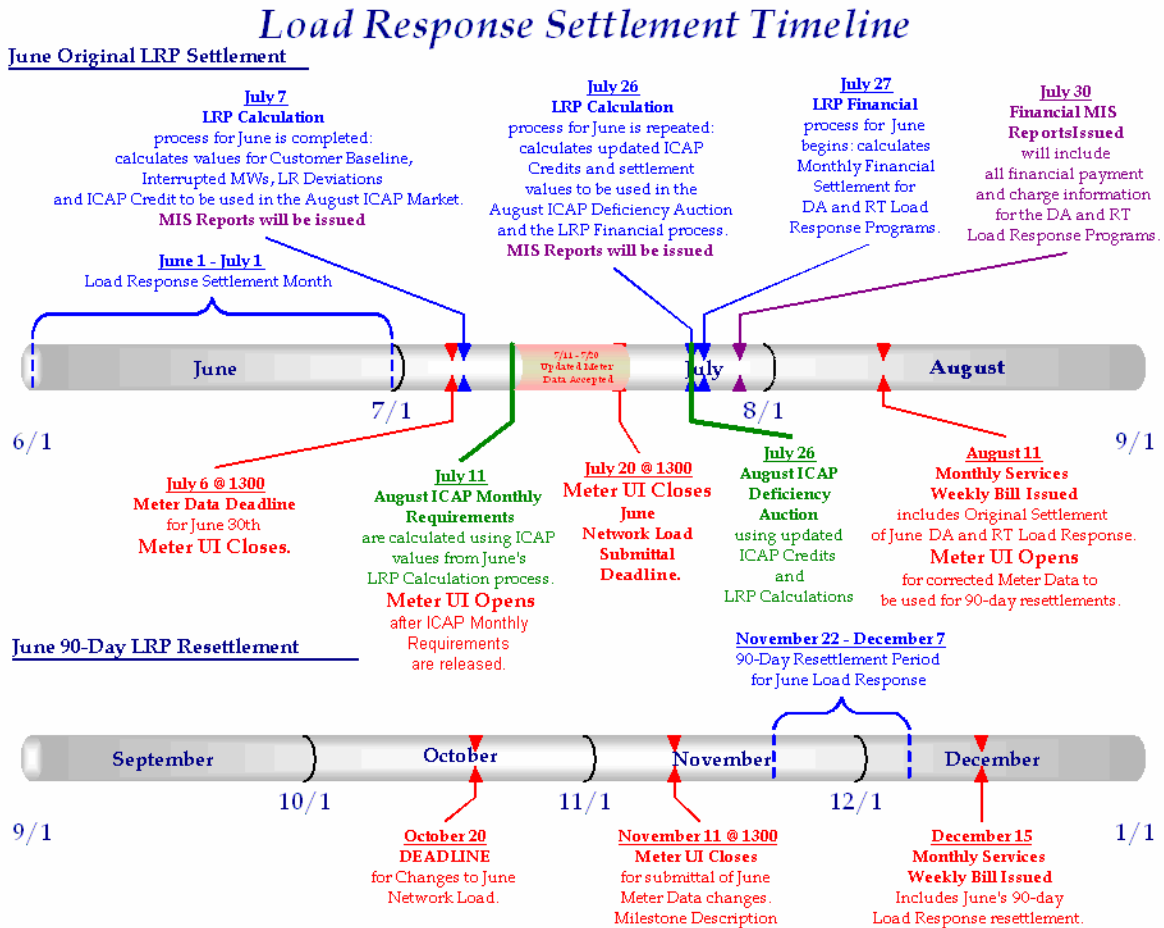 Load Response Settlement Timeline
June Original LRP Settlement
July 7
LRP Calculation
process for June is completed:
calculates values for Customer Baseline,
Interrupted MWs, LR Deviations
and ICAP Credit to be used in the August ICAP Market.
MIS Reports will be issued
July 26
LRP Calculation
process for June is repeated:
calculates updated ICAP
Credits and settlement
values to be used in the
August ICAP Deficiency Auction
and the LRP Financial process.
MIS Reports will be issued
July 27
LRP Financial
process for June
begins: calculates
Monthly Financial
Settlement for
DA and RT Load
Response Programs.
July 30
Financial MIS
ReportsIssued
will include
all financial payment
and charge information
for the DA and RT
Load Response Programs.
June 1 - July 1
Load Response Settlement Month
June
7/11 - 7/20
Updated Meter
Data Accepted
July
August
6/1
7/1
8/1
9/1
July 6 @ 1300
Meter Data Deadline
for June 30th
Meter UI Closes.
July 11
August ICAP Monthly
Requirements
are calculated using ICAP
values from June's
LRP Calculation process.
Meter UI Opens
after ICAP Monthly
Requirements
are released.
July 20 @ 1300
Meter UI Closes
June
Network Load
Submittal
Deadline.
July 26
August ICAP
Deficiency
Auction
using updated
ICAP Credits
and
LRP Calculations
August 11
Monthly Services
Weekly Bill Issued
includes Original Settlement
of June DA and RT Load Response.
Meter UI Opens
for corrected Meter Data to
be used for 90-day resettlements.
June 90-Day LRP Resettlement
November 22 - December 7
90-Day Resettlement Period
for June Load Response
September
October
November
December
9/1
10/1
11/1
12/1
1/1
October 20
DEADLINE
for Changes to June
Network Load.
November 11 @ 1300
Meter UI Closes
for submittal of June
Meter Data changes.
Milestone Description
December 15
Monthly Services
Weekly Bill Issued
Includes June's 90-day
Load Response resettlement.